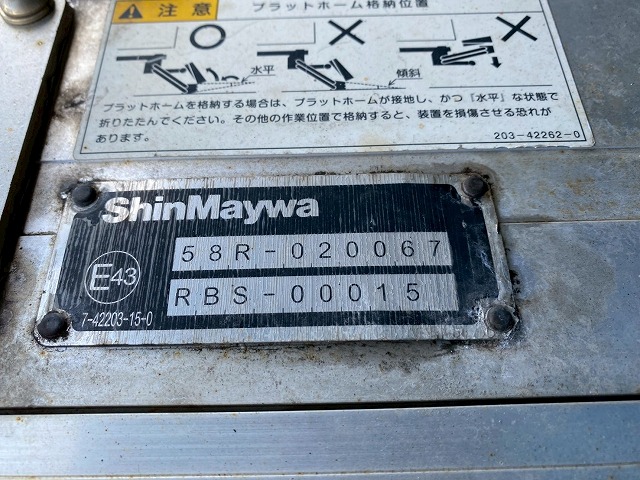 注意
プラットホーム格納位置
水平
傾斜
プラットホームを格納する場合は、プラットホームが接地し、かつ「水平」な状態で
折りたたんでください。その他の作業位置で格納すると、装置を損傷させる恐れが
あります。
203-42262-0
ShinMaywa
58R-020067
E43
RBS-00015
7-42203-15-0